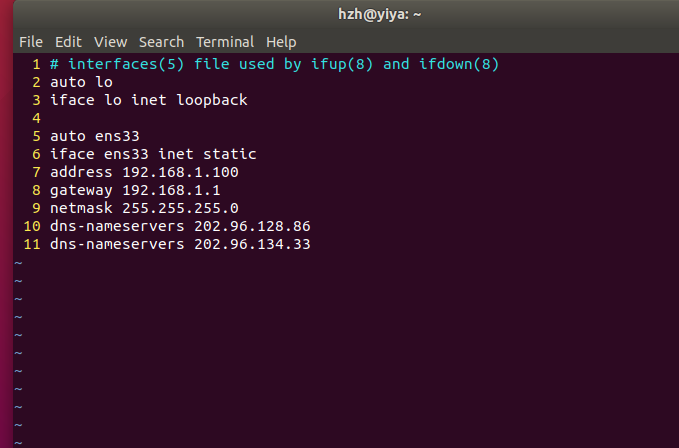 hzh@yiya: ~
File Edit View Search Terminal Help
1 # interfaces(5) file used by ifup(8) and ifdown(8)
2 auto lo
3 iface lo inet loopback
4
5 auto ens33
6 iface ens33 inet static
7 address 192.168.1.100
8 gateway 192.168.1.1
9 netmask 255.255.255.0
10 dns-nameservers 202.96.128.86
11 dns-nameservers 202.96.134.33
~
~
~
~
~
~
~
~
~
~
~